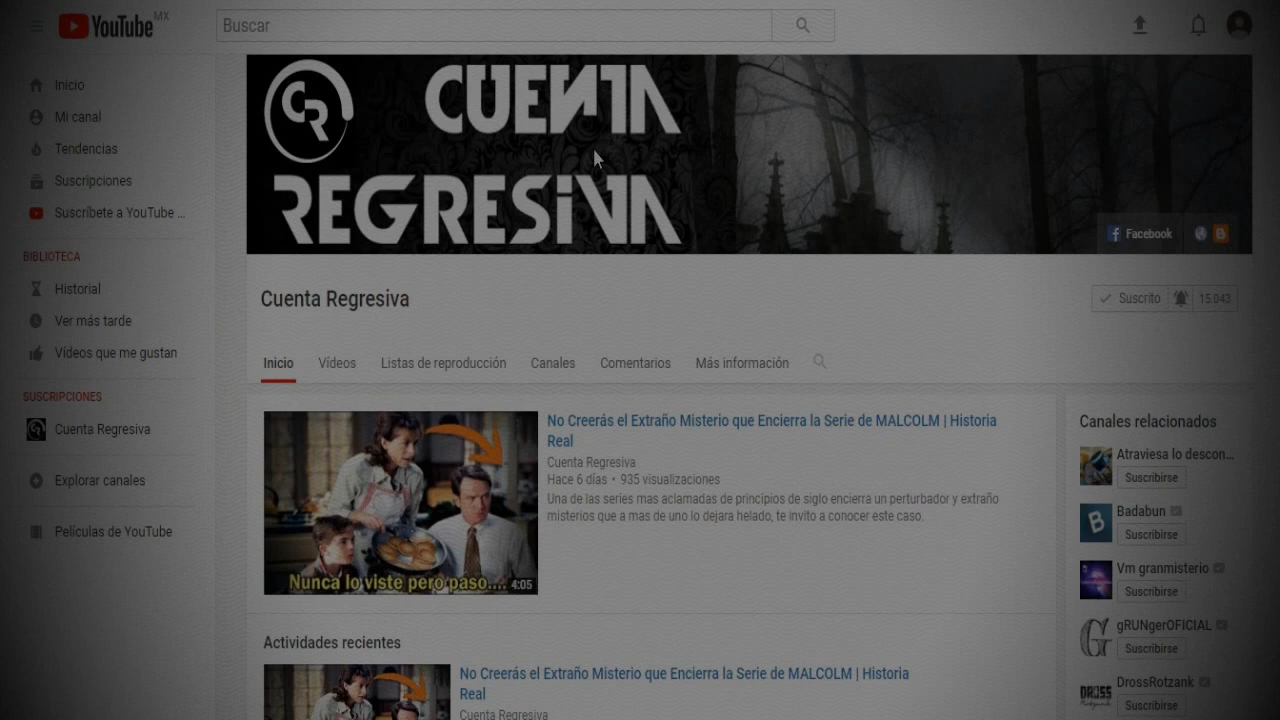 YouTube MX
Buscar
Inicio
Mi canal
Tendencias
Suscripciones
Suscríbete a YouTube ...
BIBLIOTECA
Historial
Ver más tarde
Vídeos que me gustan
SUSCRIPCIONES
Cuenta Regresiva
Explorar canales
Películas de YouTube
CR
CUENTA
REGRESIVA
Facebook
Cuenta Regresiva
Suscrito 15.043
Inicio Vídeos Listas de reproducción Canales Comentarios Más información
No Creerás el Extraño Misterio que Encierra la Serie de MALCOLM | Historia
Real
Cuenta Regresiva
Hace 6 días • 935 visualizaciones
Una de las series mas aclamadas de principios de siglo encierra un perturbador y extraño
misterios que a mas de uno lo dejara helado, te invito a conocer este caso.
Nunca lo viste pero paso.... 4:05
Actividades recientes
No Creerás el Extraño Misterio que Encierra la Serie de MALCOLM | Historia
Real
Cuenta Regresiva
Canales relacionados
Atraviesa lo descon...
Suscribirse
B
Badabun
Suscribirse
Vm granmisterio
Suscribirse
G
gRUNgerOFICIAL
Suscribirse
DROSS
DrossRotzank
Suscribirse